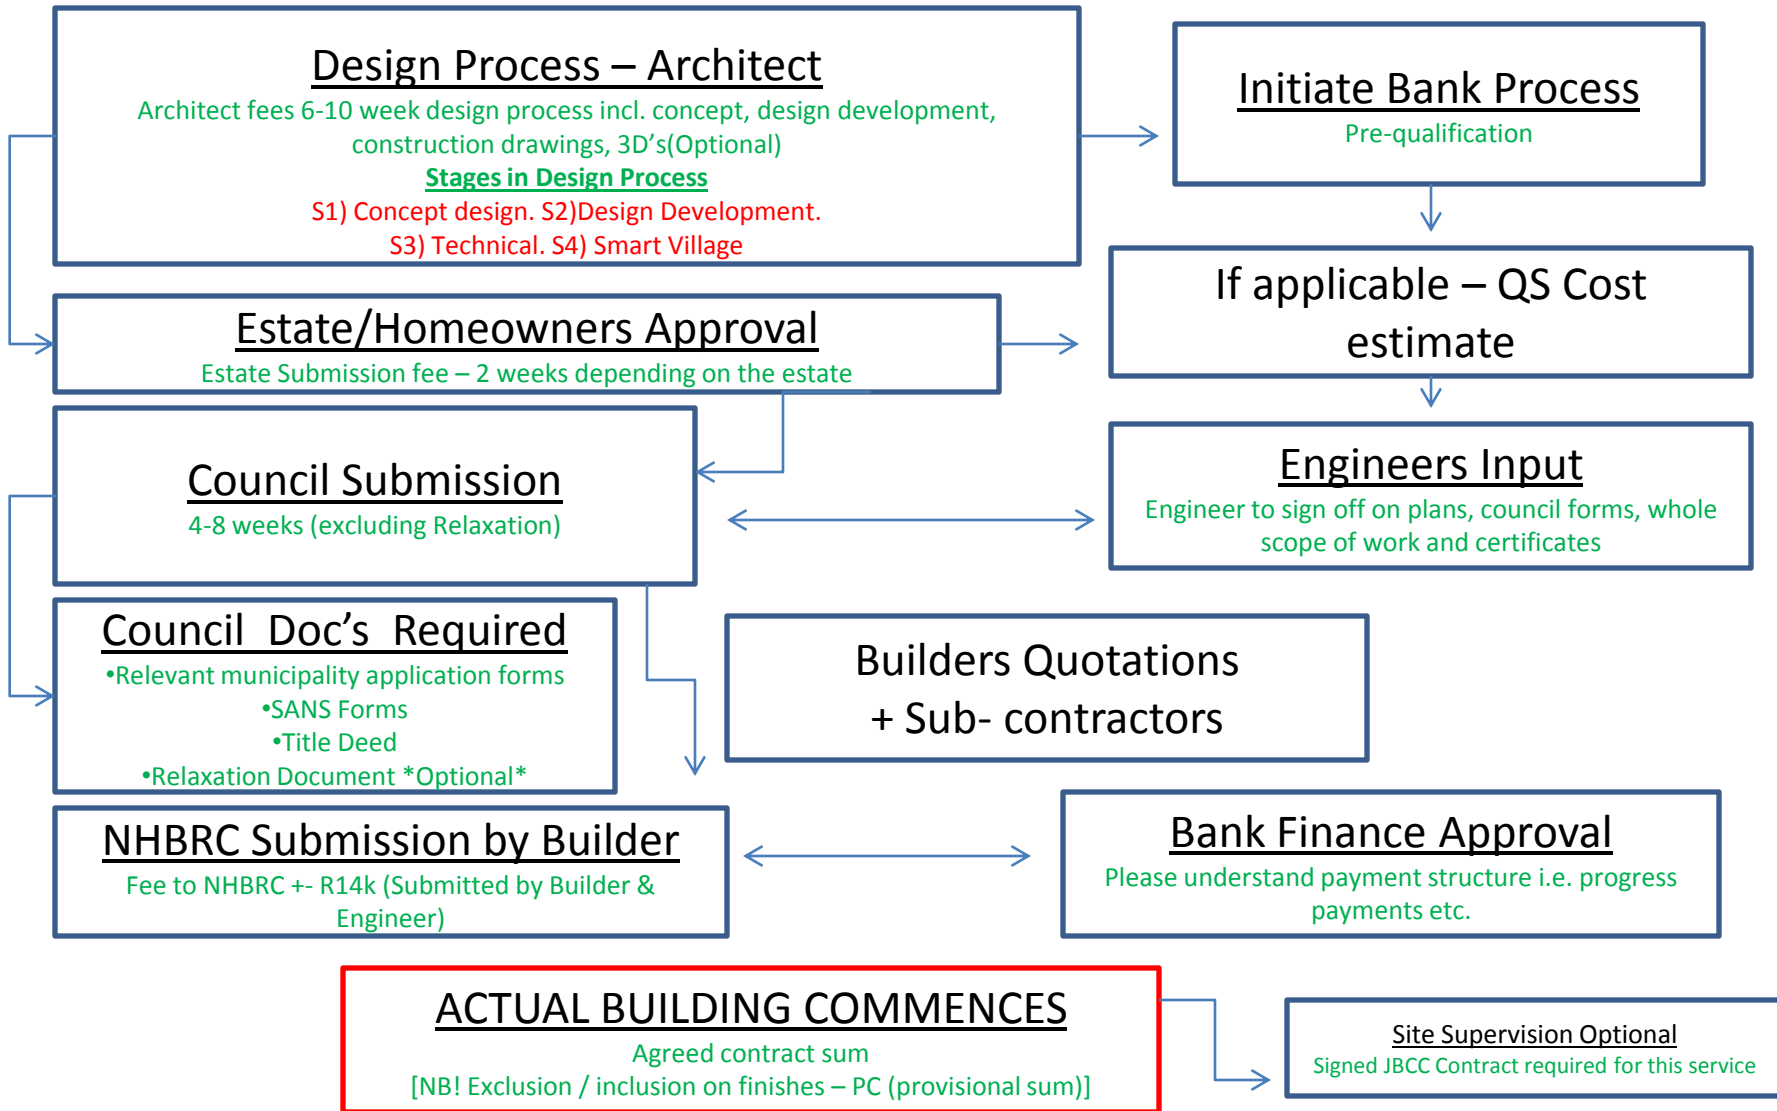 Design Process – Architect
Architect fees 6-10 week design process incl. concept, design development,
construction drawings, 3D’s(Optional)
Stages in Design Process
S1) Concept design. S2)Design Development.
S3) Technical. S4) Smart Village
Initiate Bank Process
Pre-qualification
Estate/Homeowners Approval
Estate Submission fee – 2 weeks depending on the estate
If applicable – QS Cost
estimate
Council Submission
4-8 weeks (excluding Relaxation)
Engineers Input
Engineer to sign off on plans, council forms, whole
scope of work and certificates
Council  Doc’s  Required
•Relevant municipality application forms
•SANS Forms
•Title Deed
•Relaxation Document *Optional*
Builders Quotations
+ Sub- contractors
NHBRC Submission by Builder
Fee to NHBRC +- R14k (Submitted by Builder &
Engineer)
Bank Finance Approval
Please understand payment structure i.e. progress
payments etc.
ACTUAL BUILDING COMMENCES
Agreed contract sum
[NB! Exclusion / inclusion on finishes – PC (provisional sum)]
Site Supervision Optional
Signed JBCC Contract required for this service